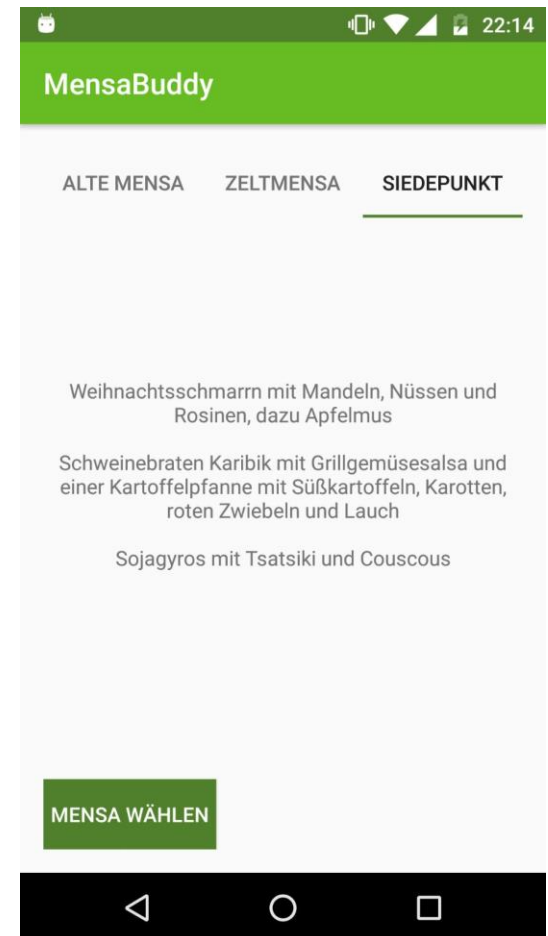 22:14
MensaBuddy
ALTE MENSA
ZELTMENSA
SIEDEPUNKT
Weihnachtsschmarrn mit Mandeln, Nüssen und
Rosinen, dazu Apfelmus
Schweinebraten Karibik mit Grillgemüsesalsa und
einer Kartoffelpfanne mit Süßkartoffeln, Karotten,
roten Zwiebeln und Lauch
Sojagyros mit Tsatsiki und Couscous
MENSA WÄHLEN